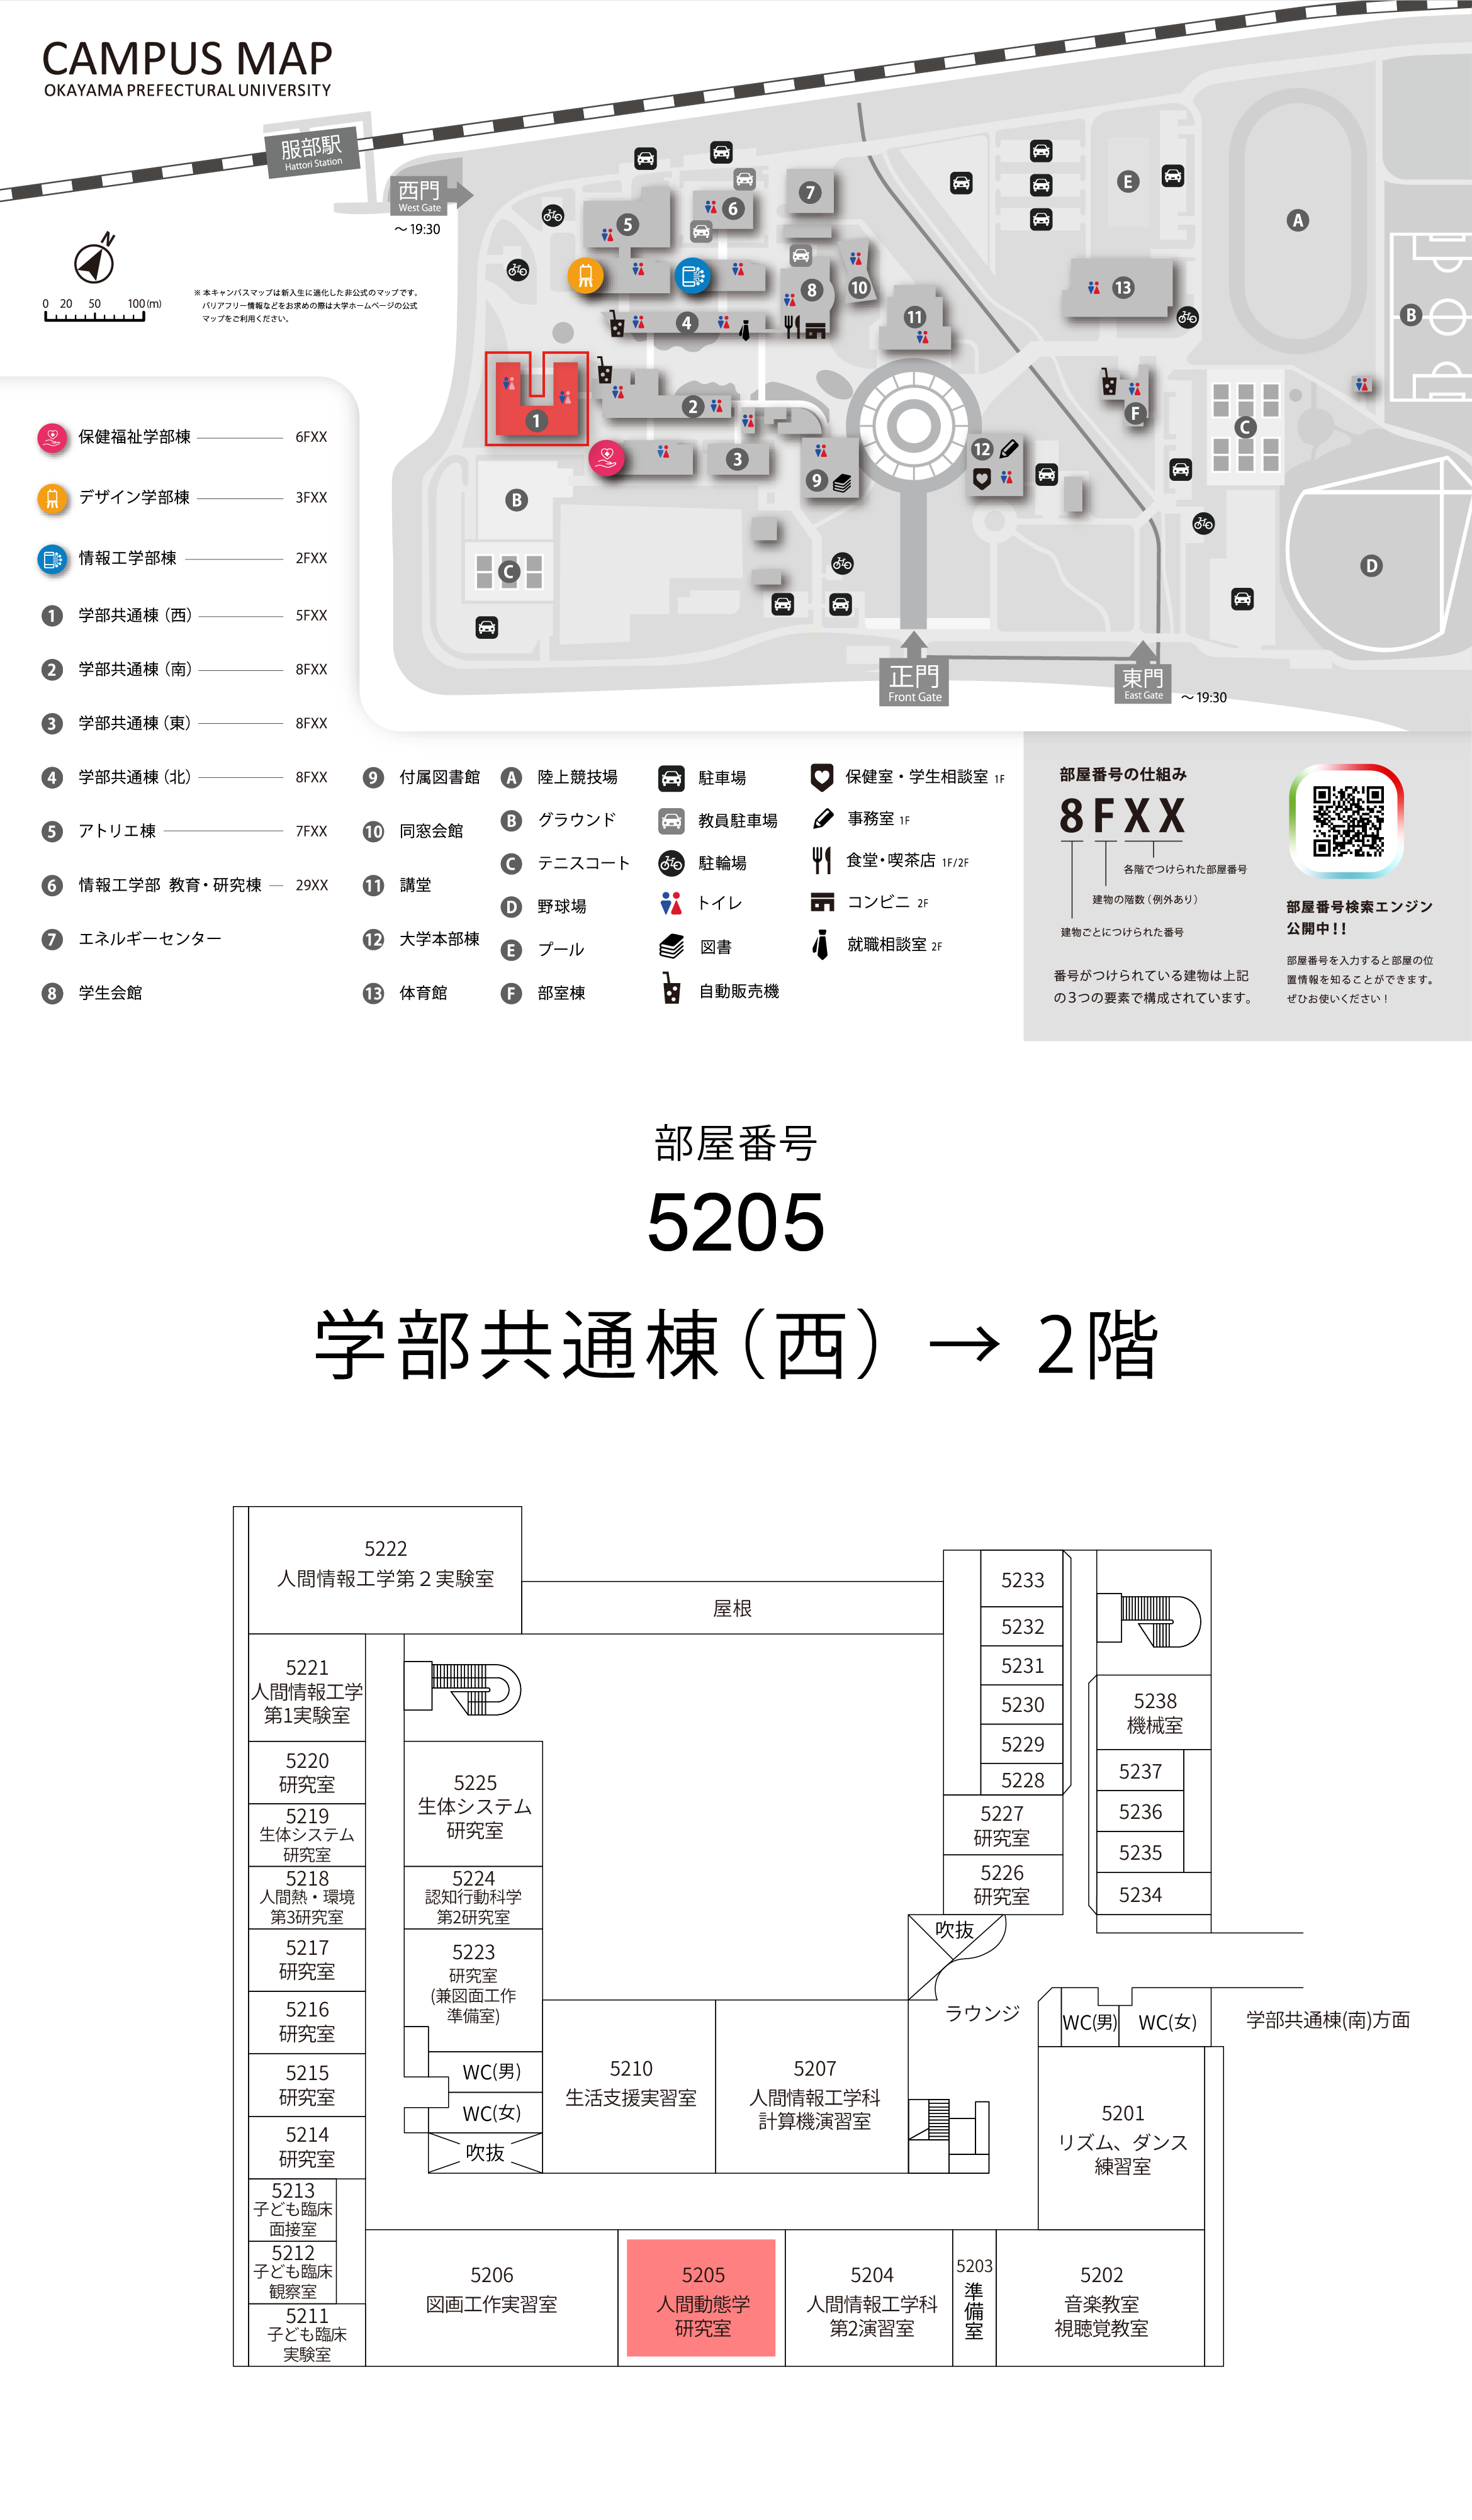 CAMPUS MAP
OKAYAMA PREFECTURAL UNIVERSITY
服部駅
Hattori Station
西門
West Gate
～19:30
N
0 20 50 100(m)
※本キャンパスマップは新入生に適化した非公式のマップです。
バリアフリー情報などをお求めの際は大学ホームページの公式
マップをご利用ください。
5
6
7
8
10
4
11
13
1
2
3
9
12
A
B
C
D
E
F
B
C
正門
Front Gate
東門
East Gate
～19:30
保健福祉学部棟 6FXX
デザイン学部棟 3FXX
情報工学部棟 2FXX
1 学部共通棟（西） 5FXX
2 学部共通棟（南） 8FXX
3 学部共通棟（東） 8FXX
4 学部共通棟（北） 8FXX
5 アトリエ棟 7FXX
6 情報工学部 教育・研究棟 29XX
7 エネルギーセンター
8 学生会館
9 付属図書館
10 同窓会館
11 講堂
12 大学本部棟
13 体育館
A 陸上競技場
B グラウンド
C テニスコート
D 野球場
E プール
F 部室棟
駐車場
教員駐車場
駐輪場
トイレ
図書
自動販売機
保健室・学生相談室 1F
事務室 1F
食堂・喫茶店 1F/2F
コンビニ 2F
就職相談室 2F
部屋番号の仕組み
8FXX
各階でつけられた部屋番号
建物の階数（例外あり）
建物ごとにつけられた番号
番号がつけられている建物は上記
の３つの要素で構成されています。
部屋番号検索エンジン
公開中！！
部屋番号を入力すると部屋の位
置情報を知ることができます。
ぜひお使いください！
部屋番号
5205
学部共通棟（西） → 2階
5222
人間情報工学第２実験室
屋根
5221
人間情報工学
第1実験室
5220
研究室
5219
生体システム
研究室
5218
人間熱・環境
第3研究室
5217
研究室
5216
研究室
5215
研究室
5214
研究室
5213
子ども臨床
面接室
5212
子ども臨床
観察室
5211
子ども臨床
実験室
5225
生体システム
研究室
5224
認知行動科学
第2研究室
5223
研究室
(兼図面工作
準備室)
WC(男)
WC(女)
吹抜
5210
生活支援実習室
5207
人間情報工学科
計算機演習室
5233
5232
5231
5230
5229
5228
5227
研究室
5226
研究室
吹抜
ラウンジ
5238
機械室
5237
5236
5235
5234
WC(男)
WC(女)
学部共通棟(南)方面
5201
リズム、ダンス
練習室
5206
図画工作実習室
5205
人間動態学
研究室
5204
人間情報工学科
第2演習室
5203
準備室
5202
音楽教室
視聴覚教室